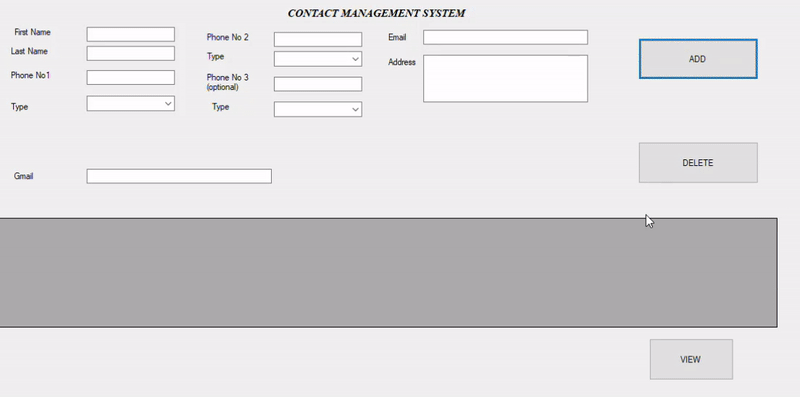 CONTACT MANAGEMENT SYSTEM
First Name
Last Name
Phone No1
Type
Phone No 2
Type
Phone No 3
(optional)
Type
Email
Address
ADD
DELETE
Gmail
VIEW